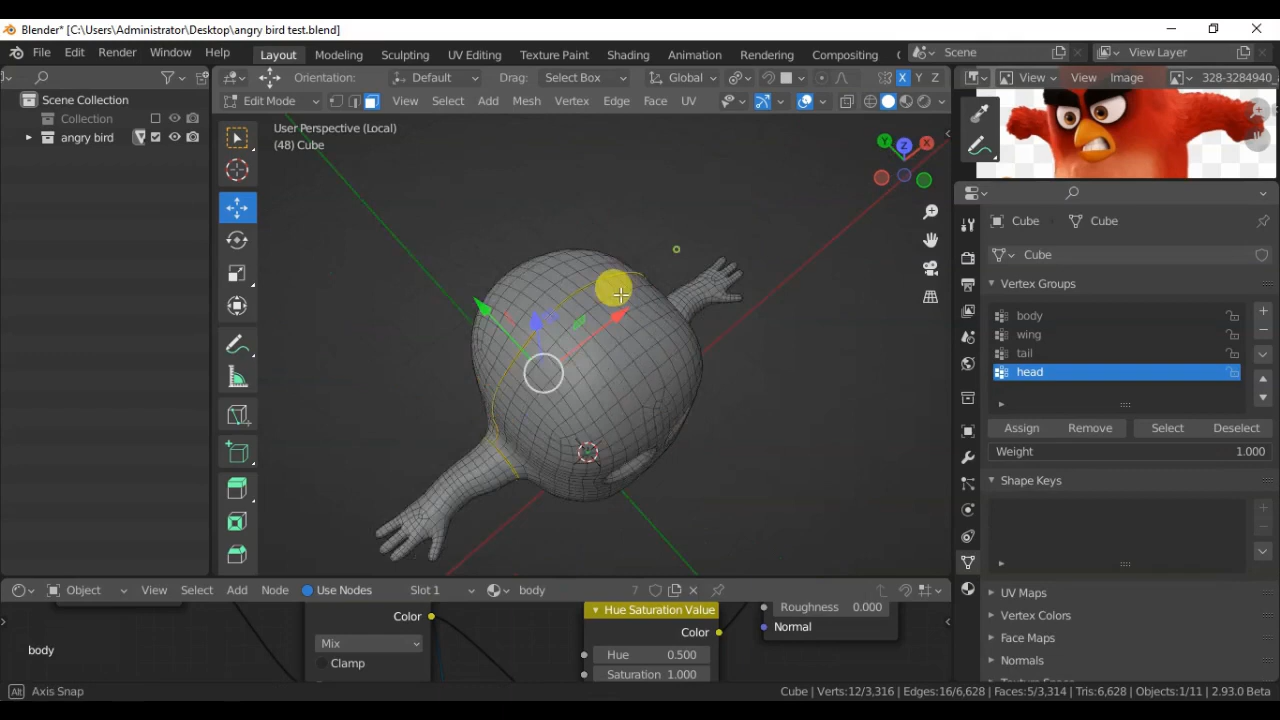 Blender* [C:\Users\Administrator\Desktop\angry bird test.blend]
File Edit Render Window Help
Layout Modeling Sculpting UV Editing Texture Paint Shading Animation Rendering Compositing
Scene
View Layer
Orientation: Default Drag: Select Box Global X Y Z
View View Image 328-3284940_
Scene Collection
Collection
angry bird
Edit Mode View Select Add Mesh Vertex Edge Face UV
User Perspective (Local)
(48) Cube
Y Z X
Cube Cube
Cube
Vertex Groups
body
wing
tail
head
Assign Remove Select Deselect
Weight 1.000
Shape Keys
UV Maps
Vertex Colors
Face Maps
Normals
Object View Select Add Node Use Nodes Slot 1 body 7
Color
Mix
Clamp
Hue Saturation Value
Color
Hue 0.500
Saturation 1.000
Roughness 0.000
Normal
body
Alt Axis Snap
Cube | Verts:12/3,316 | Edges:16/6,628 | Faces:5/3,314 | Tris:6,628 | Objects:1/11 | 2.93.0 Beta